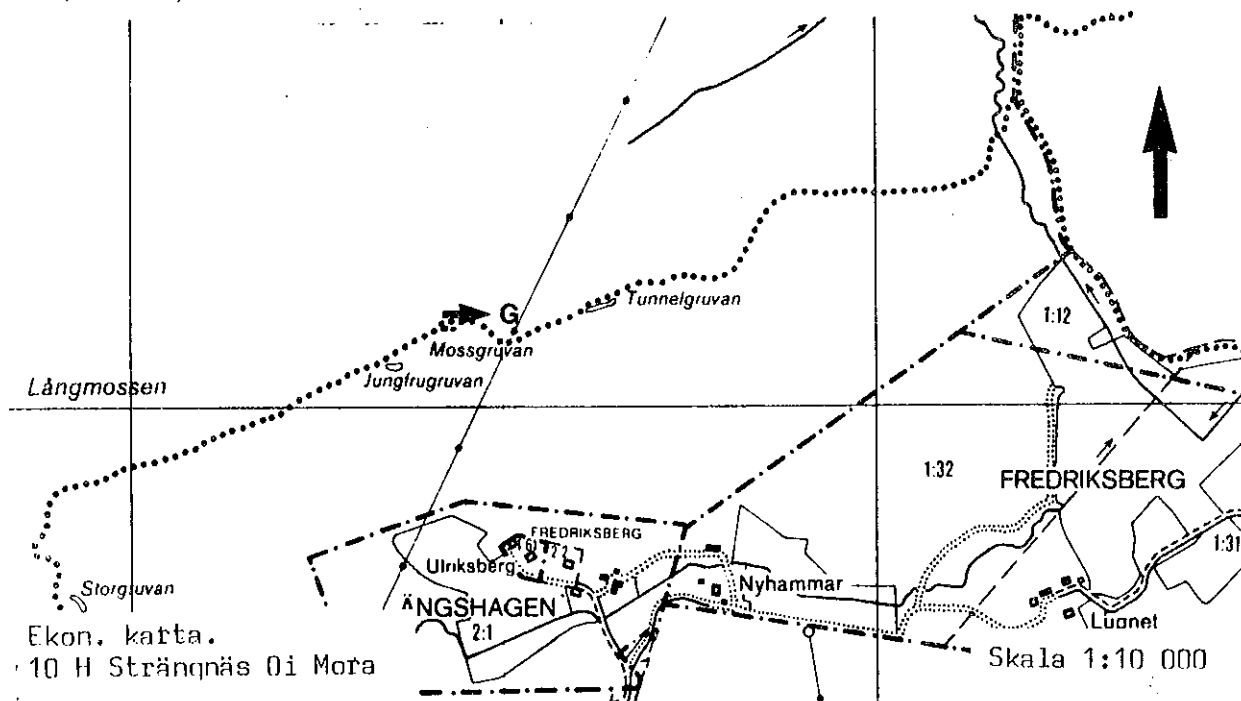 Tunnelgruvan
G
Mossgruvan
Jungfrugruvan
Långmossen
1:12
1:32
FREDRIKSBERG
1:31
FREDRIKSBERG
Ulriksberg
Nyhammar
Storgruvan
ÄNGSHAGEN
2:1
Lugnet
Ekon. karta.
10 H Strängnäs 0i Mora
Skala 1:10 000